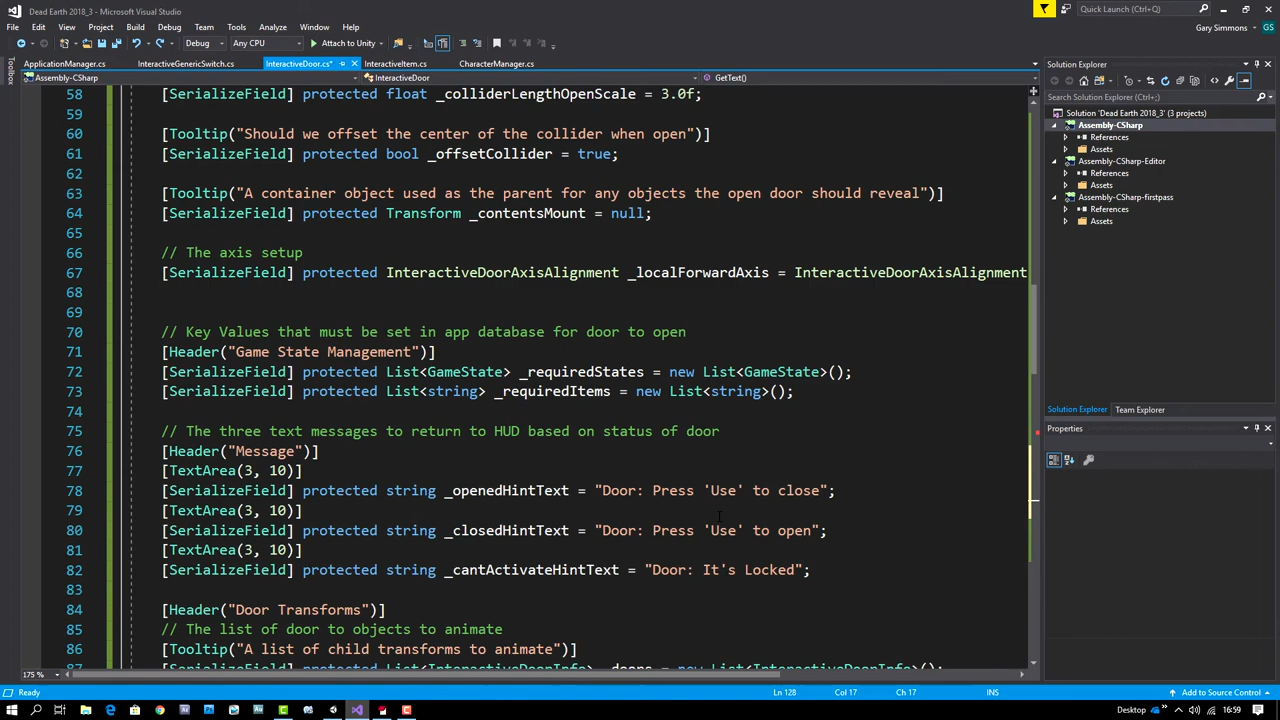 Dead Earth 2018_3 - Microsoft Visual Studio
Quick Launch (Ctrl+Q)
File Edit View Project Build Debug Team Tools Analyze Window Help
Gary Simmons GS
Debug Any CPU Attach to Unity
ApplicationManager.cs InteractiveGenericSwitch.cs InteractiveDoor.cs* InteractiveItem.cs CharacterManager.cs
Assembly-CSharp InteractiveDoor GetText()
Toolbox
58 [SerializeField] protected float _colliderLengthOpenScale = 3.0f;
59
60 [Tooltip("Should we offset the center of the collider when open")]
61 [SerializeField] protected bool _offsetCollider = true;
62
63 [Tooltip("A container object used as the parent for any objects the open door should reveal")]
64 [SerializeField] protected Transform _contentsMount = null;
65
66 // The axis setup
67 [SerializeField] protected InteractiveDoorAxisAlignment _localForwardAxis = InteractiveDoorAxisAlignment
68
69
70 // Key Values that must be set in app database for door to open
71 [Header("Game State Management")]
72 [SerializeField] protected List<GameState> _requiredStates = new List<GameState>();
73 [SerializeField] protected List<string> _requiredItems = new List<string>();
74
75 // The three text messages to return to HUD based on status of door
76 [Header("Message")]
77 [TextArea(3, 10)]
78 [SerializeField] protected string _openedHintText = "Door: Press 'Use' to close";
79 [TextArea(3, 10)]
80 [SerializeField] protected string _closedHintText = "Door: Press 'Use' to open";
81 [TextArea(3, 10)]
82 [SerializeField] protected string _cantActivateHintText = "Door: It's Locked";
83
84 [Header("Door Transforms")]
85 // The list of door to objects to animate
86 [Tooltip("A list of child transforms to animate")]
87 [SerializeField] protected List<InteractiveDoorInfo> _doors = new List<InteractiveDoorInfo>();
175 %
Solution Explorer
Search Solution Explorer (Ctrl+;)
Solution 'Dead Earth 2018_3' (3 projects)
Assembly-CSharp
References
Assets
Assembly-CSharp-Editor
References
Assets
Assembly-CSharp-firstpass
References
Assets
Solution Explorer Team Explorer
Properties
Ready Ln 128 Col 17 Ch 17 INS Add to Source Control
Desktop 16:59